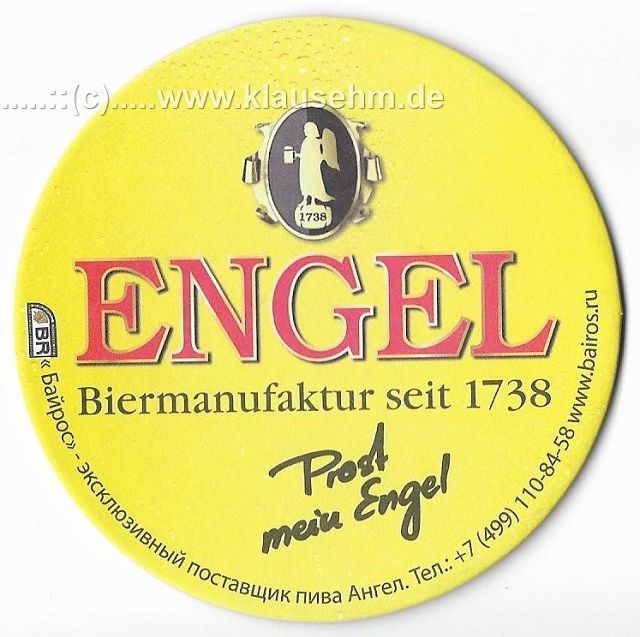 .....::(c).....www.klausehm.de
1738
ENGEL
Biermanufaktur seit 1738
Prost
mein Engel
BR
«Байрос» - эксклюзивный поставщик пива Ангел. Тел.: +7 (499) 110-84-58 www.bairos.ru